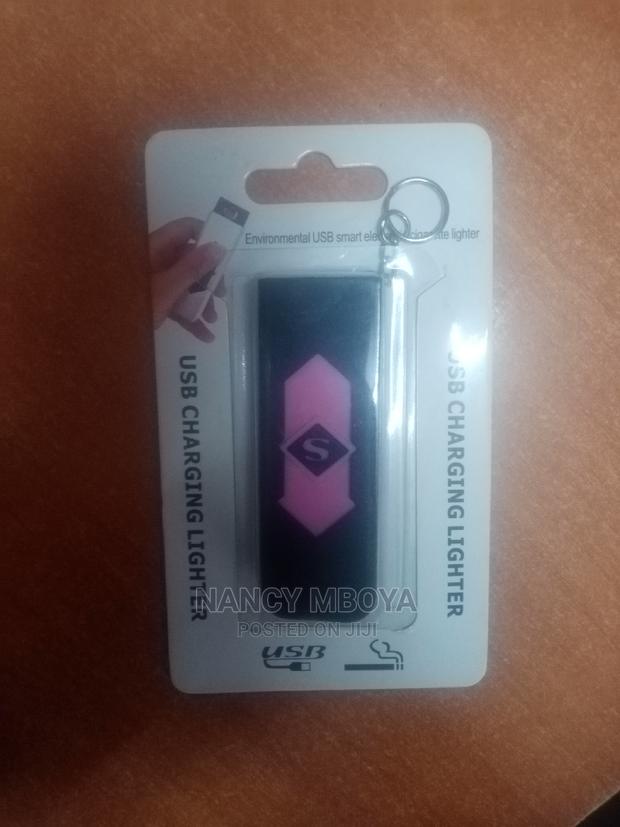 Environmental USB smart electronic cigarette lighter
USB CHARGING LIGHTER
S
USB CHARGING LIGHTER
NANCY MBOYA
POSTED ON JIJI
USB